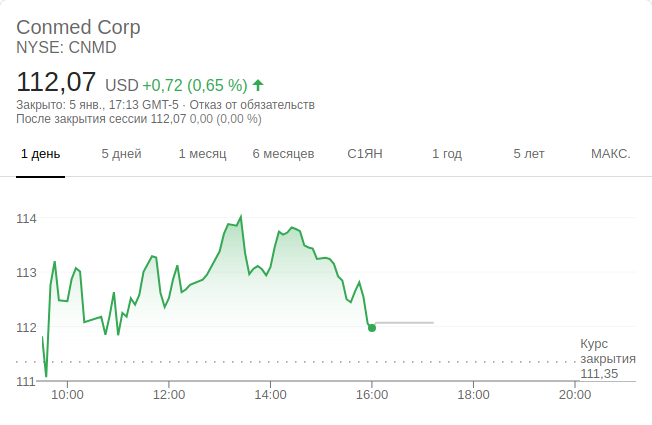 Conmed Corp
NYSE: CNMD
112,07 USD +0,72 (0,65 %)
Закрыто: 5 янв., 17:13 GMT-5 · Отказ от обязательств
После закрытия сессии 112,07 0,00 (0,00 %)
1 день 5 дней 1 месяц 6 месяцев С1ЯН 1 год 5 лет МАКС.
114
113
112
Курс
закрытия
111,35
111
10:00 12:00 14:00 16:00 18:00 20:00